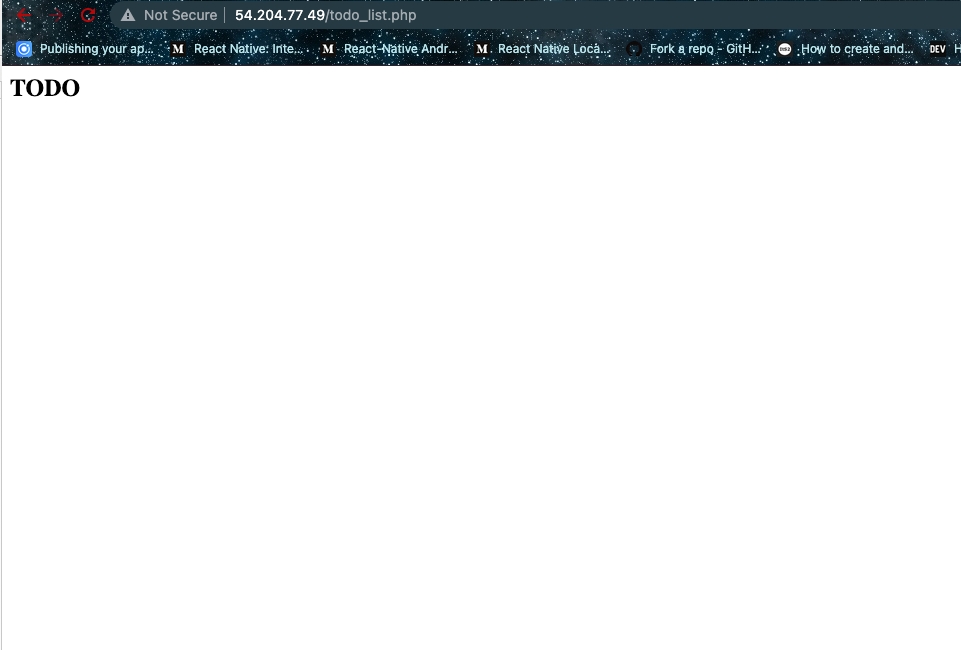 Not Secure | 54.204.77.49/todo_list.php
Publishing your ap... M React Native: Inte... M React-Native Andr... M React Native Loca... Fork a repo - GitH... How to create and... DEV H
TODO